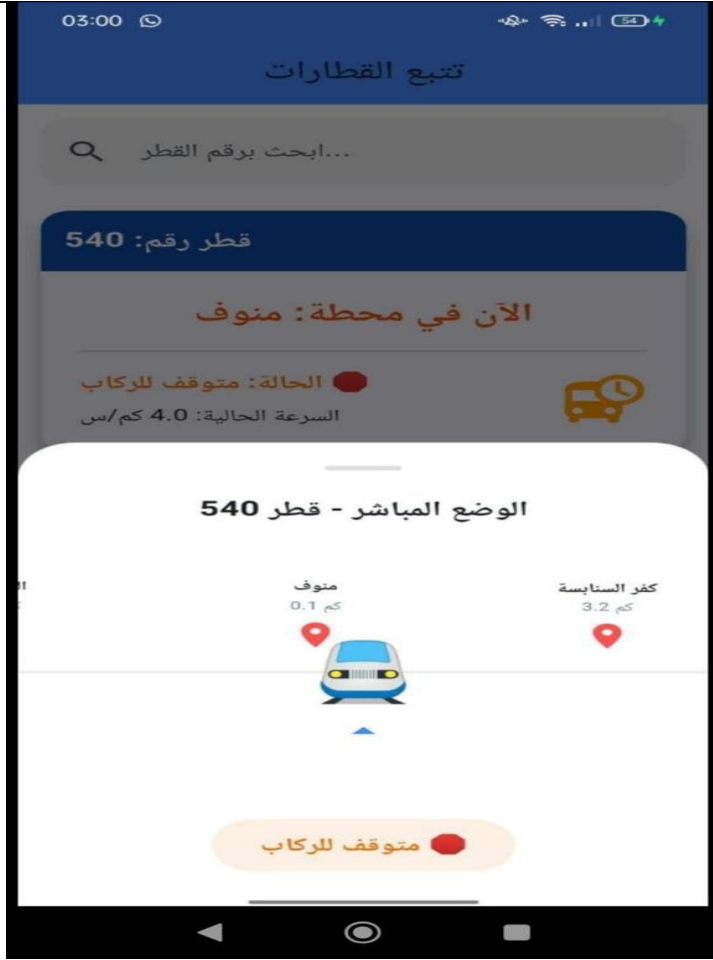 03:00
54
تتبع القطارات
ابحث برقم القطر...
قطر رقم: 540
الآن في محطة: منوف
الحالة: متوقف للركاب
السرعة الحالية: 4.0 كم/س
الوضع المباشر - قطر 540
كفر السنابسة
3.2 كم
منوف
0.1 كم
متوقف للركاب